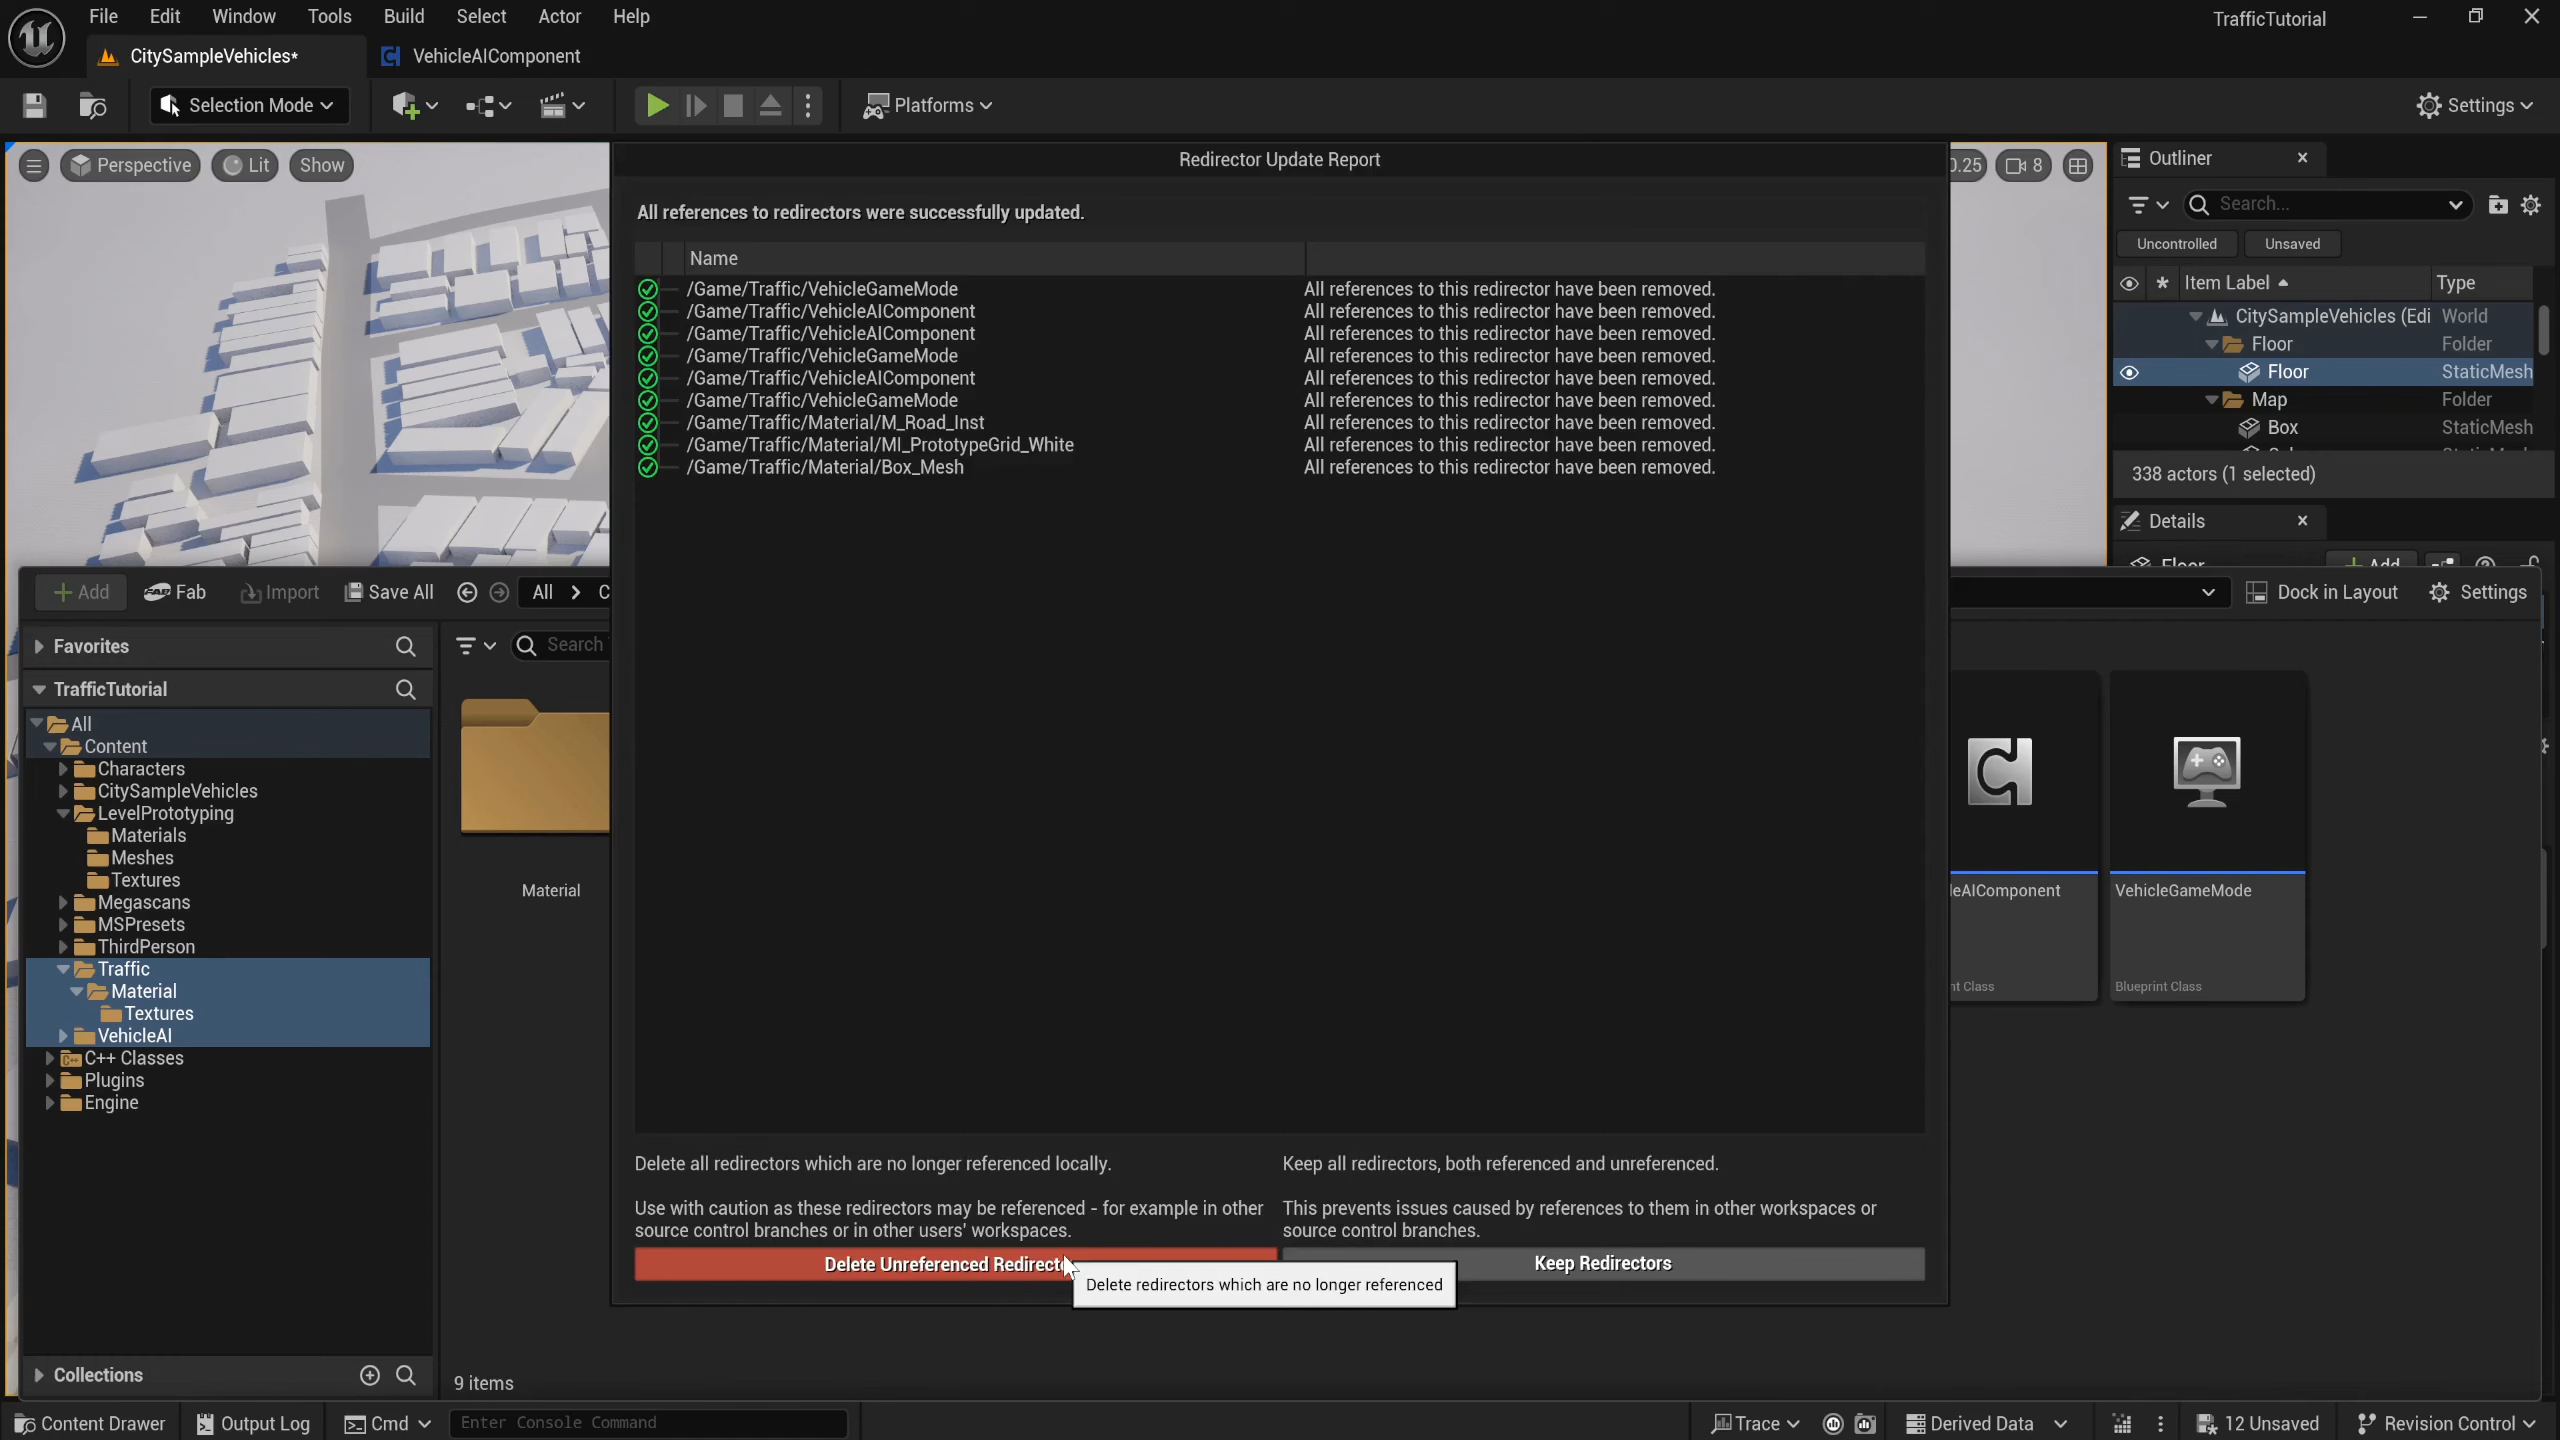 File Edit Window Tools Build Select Actor Help
TrafficTutorial
CitySampleVehicles*
VehicleAIComponent
Selection Mode
Platforms
Settings
Perspective
Lit
Show
Redirector Update Report
0.25
8
Outliner
All references to redirectors were successfully updated.
Search...
Uncontrolled
Unsaved
Name
Item Label
Type
/Game/Traffic/VehicleGameMode All references to this redirector have been removed.
/Game/Traffic/VehicleAIComponent All references to this redirector have been removed.
/Game/Traffic/VehicleAIComponent All references to this redirector have been removed.
/Game/Traffic/VehicleGameMode All references to this redirector have been removed.
/Game/Traffic/VehicleAIComponent All references to this redirector have been removed.
/Game/Traffic/VehicleGameMode All references to this redirector have been removed.
/Game/Traffic/Material/M_Road_Inst All references to this redirector have been removed.
/Game/Traffic/Material/MI_PrototypeGrid_White All references to this redirector have been removed.
/Game/Traffic/Material/Box_Mesh All references to this redirector have been removed.
CitySampleVehicles (Edi World
Floor Folder
Floor StaticMesh
Map Folder
Box StaticMesh
338 actors (1 selected)
Details
Floor
Add
Add
Fab
Import
Save All
All > C
Dock in Layout
Settings
Favorites
Search
TrafficTutorial
All
Content
Characters
CitySampleVehicles
LevelPrototyping
Materials
Meshes
Textures
Megascans
MSPresets
ThirdPerson
Traffic
Material
Textures
VehicleAI
C++ Classes
Plugins
Engine
Material
leAIComponent
nt Class
VehicleGameMode
Blueprint Class
Delete all redirectors which are no longer referenced locally.
Use with caution as these redirectors may be referenced - for example in other
source control branches or in other users' workspaces.
Delete Unreferenced Redirecto
Keep all redirectors, both referenced and unreferenced.
This prevents issues caused by references to them in other workspaces or
source control branches.
Keep Redirectors
Delete redirectors which are no longer referenced
Collections
9 items
Content Drawer
Output Log
Cmd
Enter Console Command
Trace
Derived Data
12 Unsaved
Revision Control